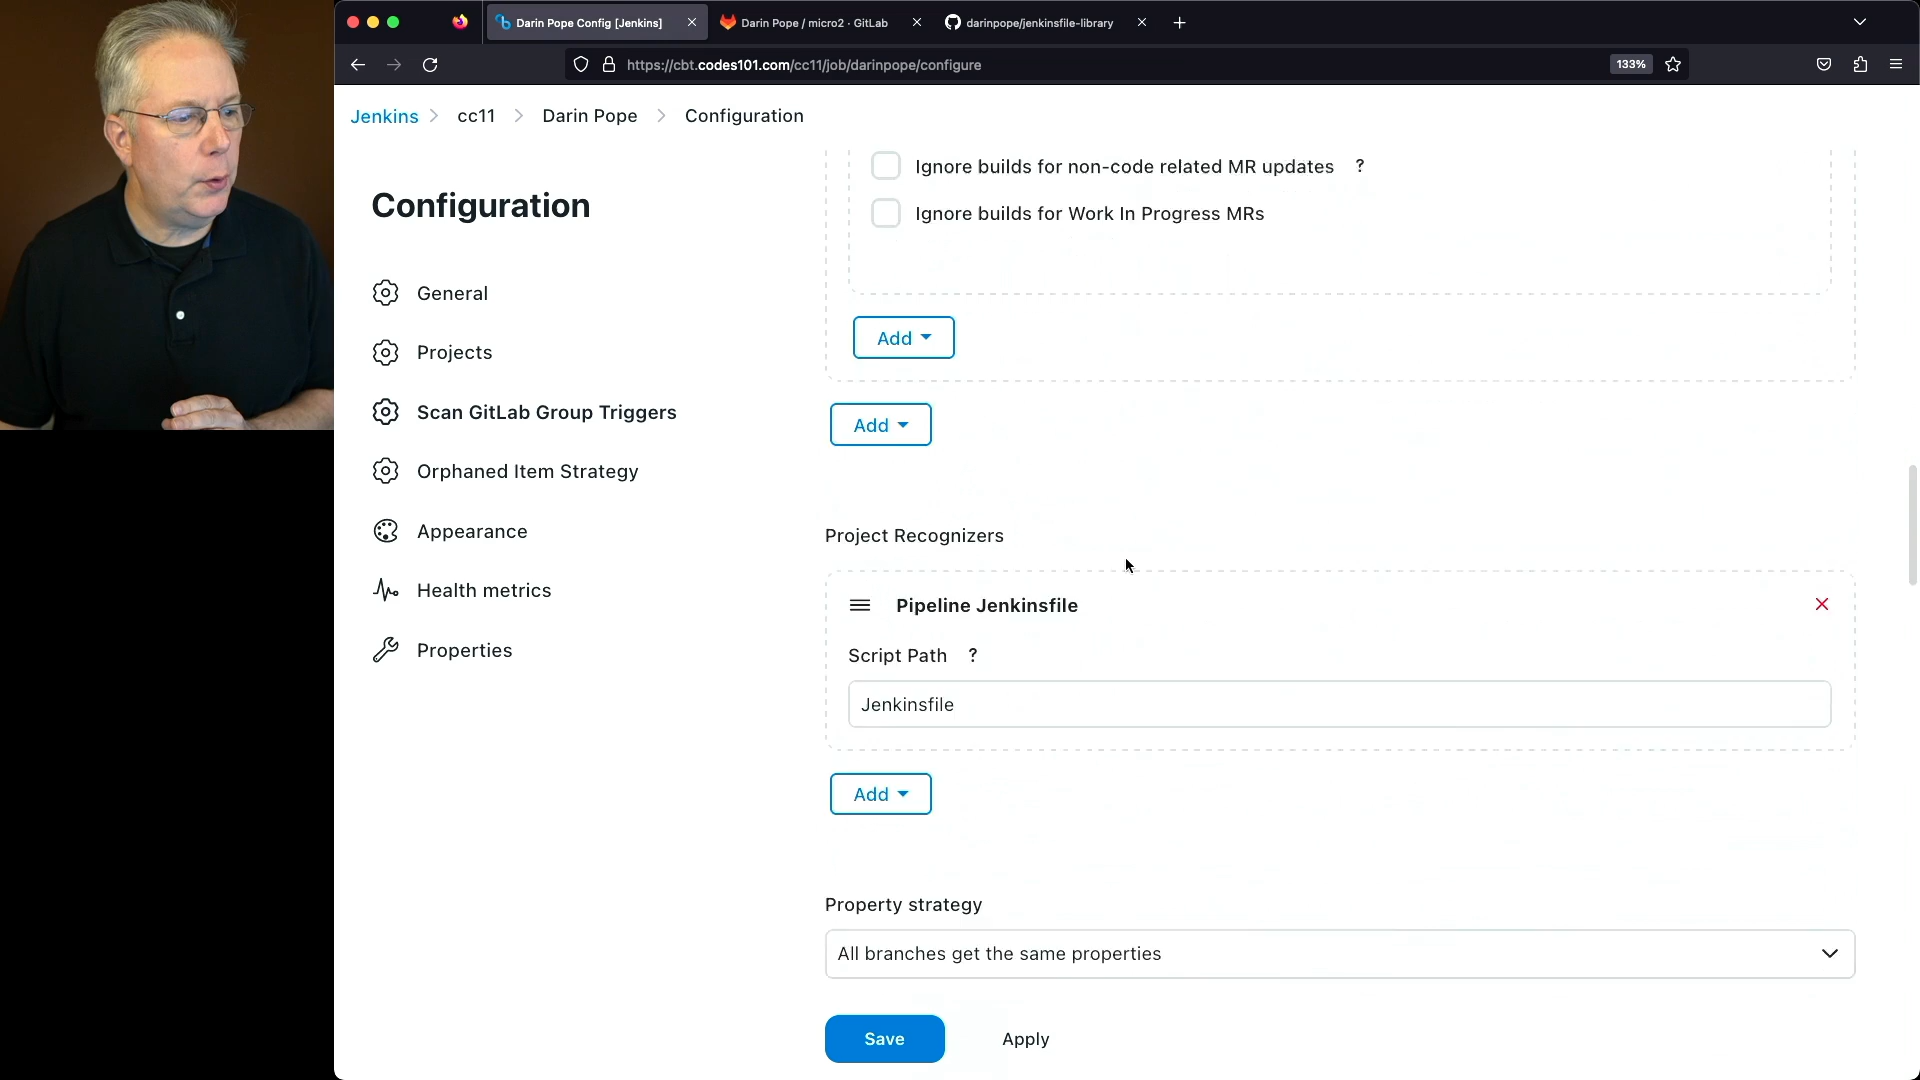 Darin Pope Config [Jenkins]
Darin Pope / micro2 · GitLab
darinpope/jenkinsfile-library
https://cbt.codes101.com/cc11/job/darinpope/configure
133%
Jenkins > cc11 > Darin Pope > Configuration
Configuration
General
Projects
Scan GitLab Group Triggers
Orphaned Item Strategy
Appearance
Health metrics
Properties
Ignore builds for non-code related MR updates ?
Ignore builds for Work In Progress MRs
Add
Add
Project Recognizers
Pipeline Jenkinsfile
Script Path ?
Jenkinsfile
Add
Property strategy
All branches get the same properties
Save
Apply